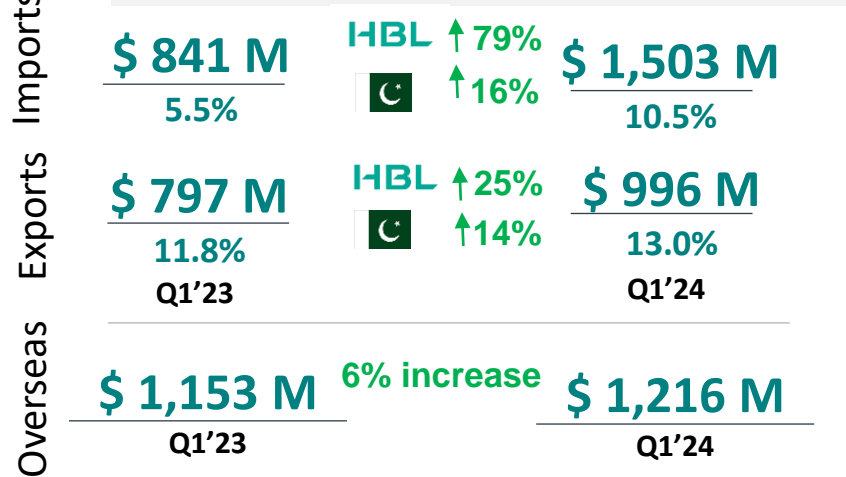 Imports
$ 841 M
5.5%
HBL 79%
16%
$ 1,503 M
10.5%
Exports
$ 797 M
11.8%
Q1’23
HBL 25%
14%
$ 996 M
13.0%
Q1’24
Overseas
$ 1,153 M
Q1’23
6% increase
$ 1,216 M
Q1’24